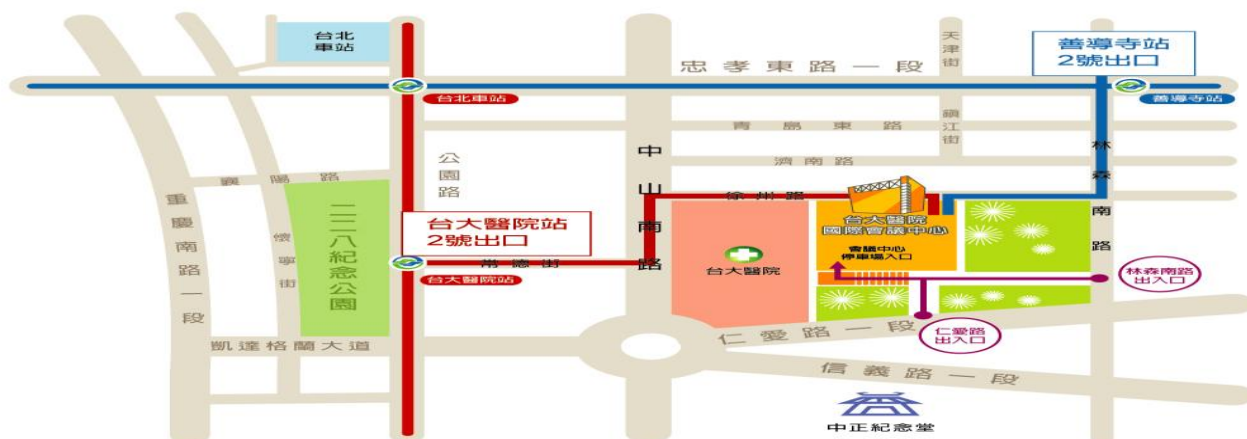 台北
車站
天津街
善導寺站
2號出口
忠孝東路一段
台北車站
善導寺站
青島東路
鎮江街
公園路
中山南路
濟南路
林森南路
襄陽路
重慶南路一段
徐州路
二二八紀念公園
懷寧街
台大醫院站
2號出口
台大醫院
國際會議中心
會議中心
停車場入口
常德街
台大醫院
台大醫院站
林森南路
出入口
仁愛路一段
仁愛路
出入口
凱達格蘭大道
信義路一段
中正紀念堂